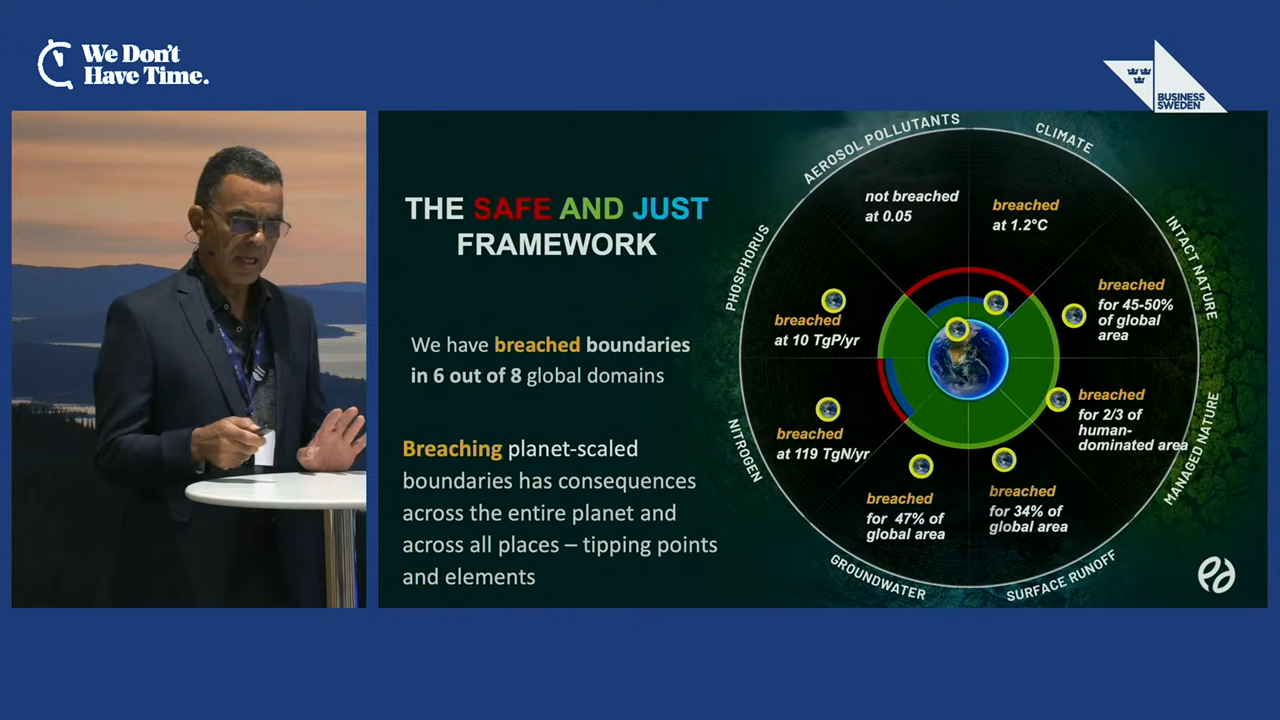 We Don't
Have Time.
BUSINESS
SWEDEN
THE SAFE AND JUST
FRAMEWORK
We have breached boundaries
in 6 out of 8 global domains
Breaching planet-scaled
boundaries has consequences
across the entire planet and
across all places – tipping points
and elements
AEROSOL POLLUTANTS
not breached
at 0.05
CLIMATE
breached
at 1.2°C
INTACT NATURE
breached
for 45-50%
of global
area
MANAGED NATURE
breached
for 2/3 of
human-
dominated area
SURFACE RUNOFF
breached
for 34% of
global area
GROUNDWATER
breached
for 47% of
global area
NITROGEN
breached
at 119 TgN/yr
PHOSPHORUS
breached
at 10 TgP/yr